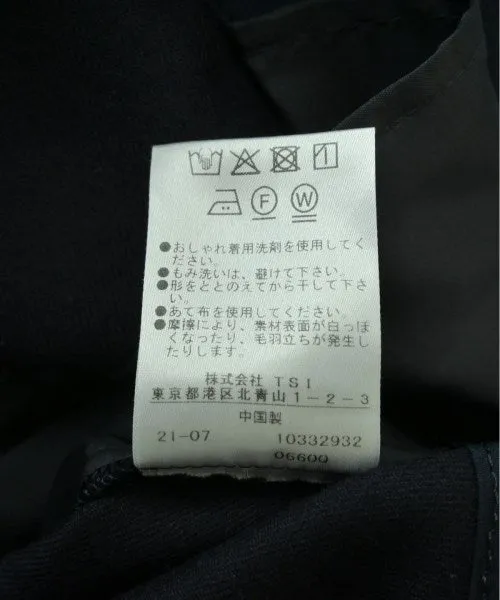 ●おしゃれ着用洗剤を使用してく
ださい。
●もみ洗いは、避けて下さい。
●形をととのえてから干して下さ
い。
●あて布を使用してください。
●摩擦により、素材表面が白っぽ
くなったり、毛羽立ちが発生し
たりします。
株式会社 TSI
東京都港区北青山1-2-3
中国製
21-07 10332932
06600
F W